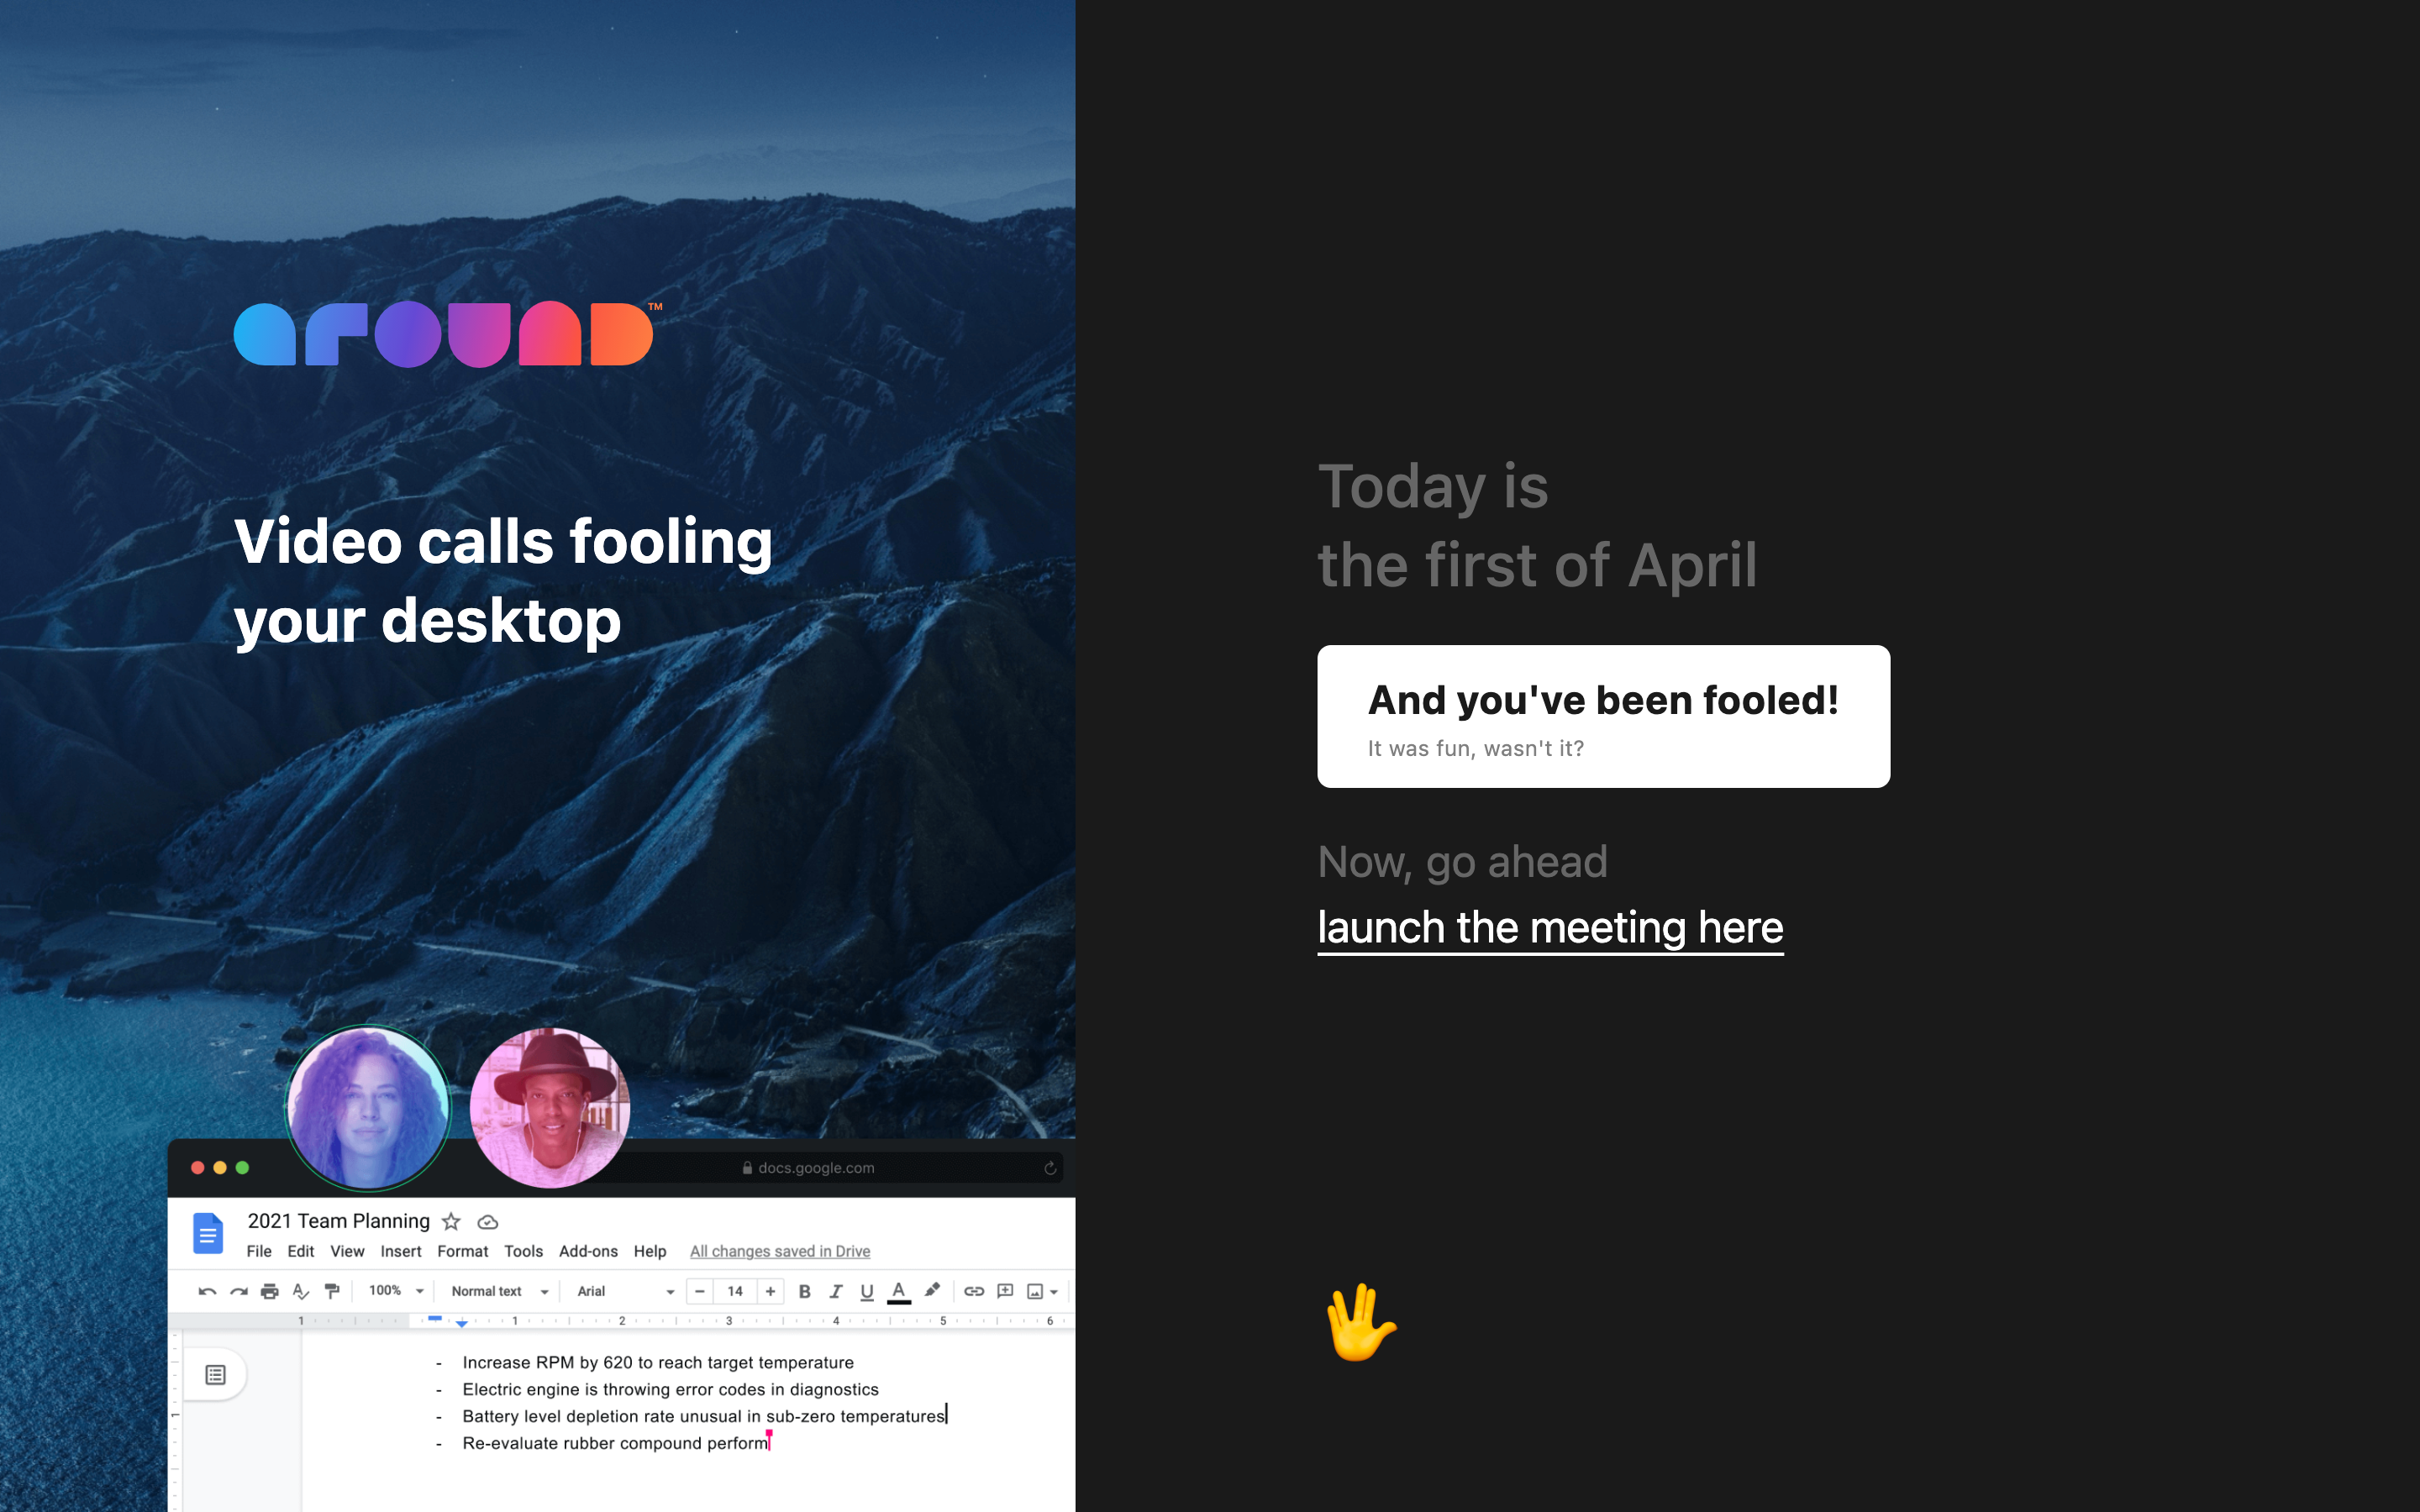 around™
Video calls fooling
your desktop
docs.google.com
2021 Team Planning
File Edit View Insert Format Tools Add-ons Help All changes saved in Drive
100% Normal text Arial − 14 + B I U A
1 1 2 3 4 5 6
1
- Increase RPM by 620 to reach target temperature
- Electric engine is throwing error codes in diagnostics
- Battery level depletion rate unusual in sub-zero temperatures
- Re-evaluate rubber compound perform
Today is
the first of April
And you've been fooled!
It was fun, wasn't it?
Now, go ahead
launch the meeting here